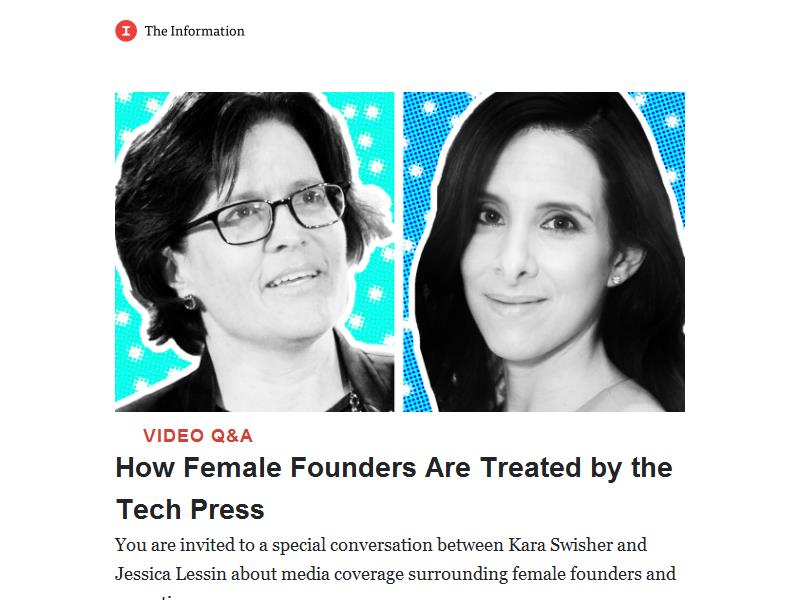 The Information
VIDEO Q&A
How Female Founders Are Treated by the
Tech Press
You are invited to a special conversation between Kara Swisher and
Jessica Lessin about media coverage surrounding female founders and